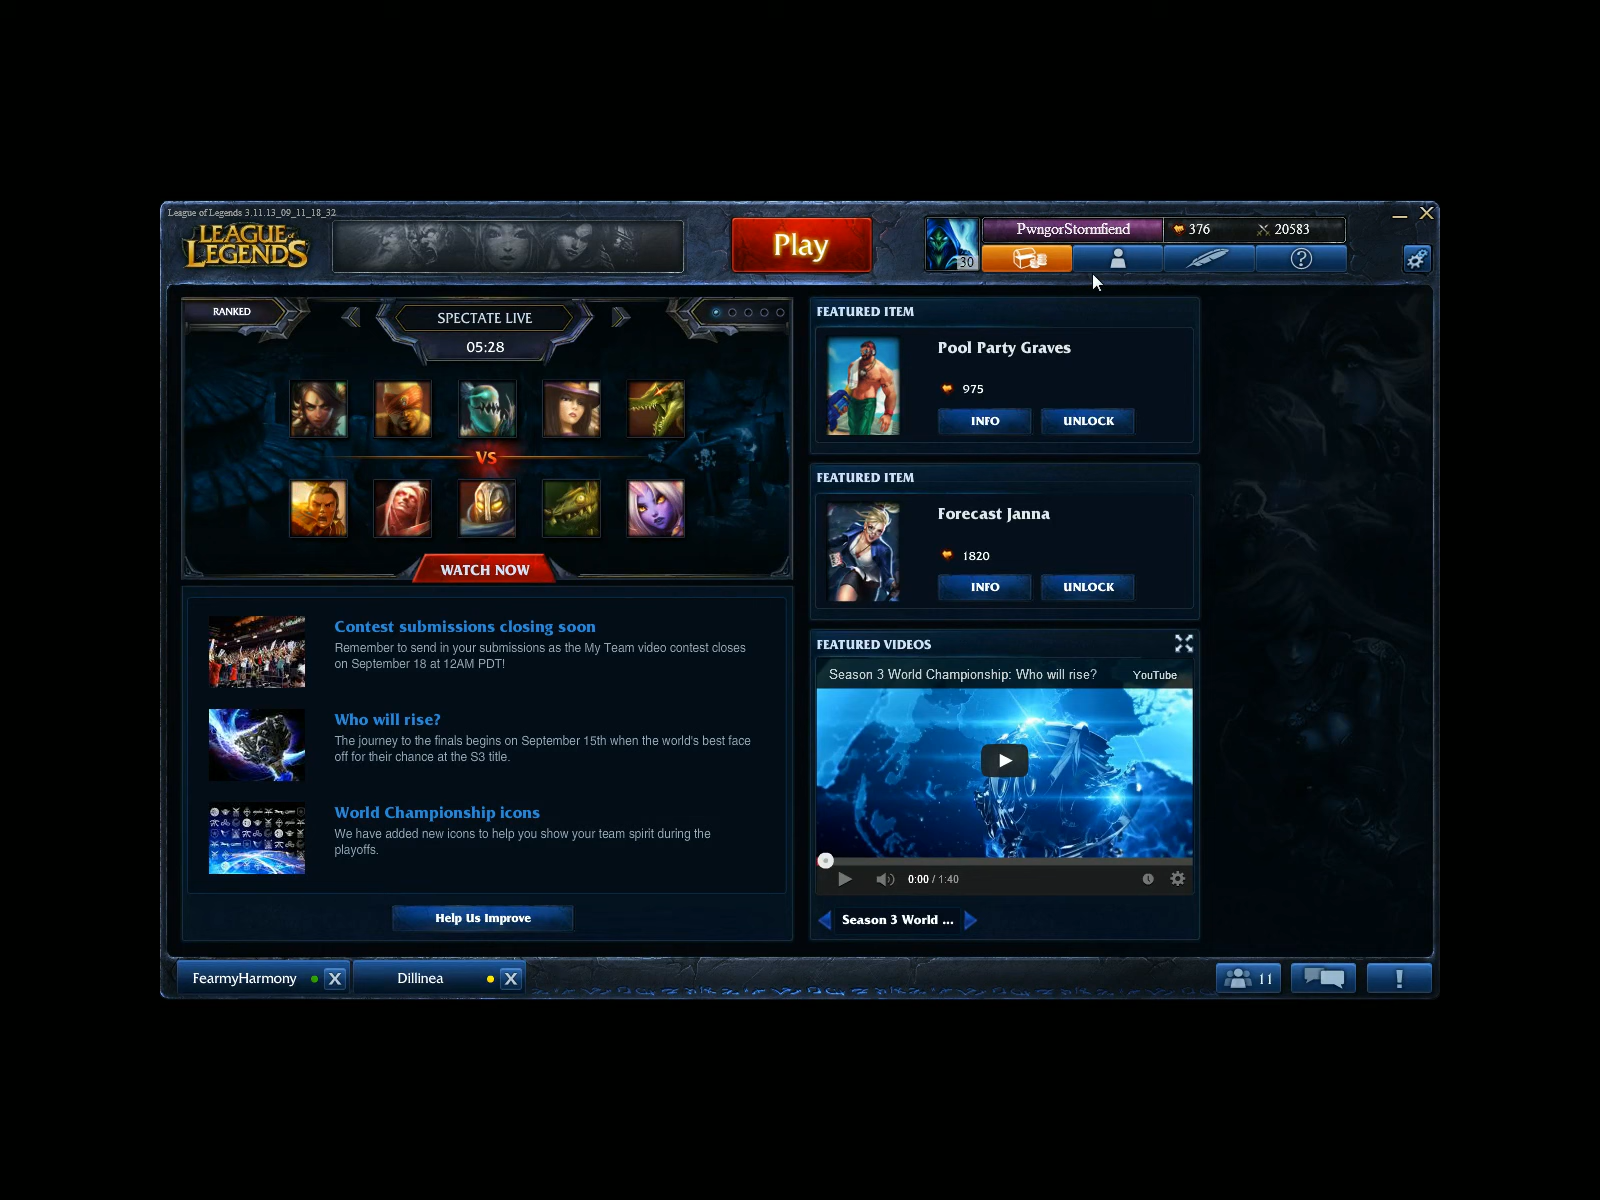 League of Legends 3.11.13_09_11_18_32
LEAGUE of
LEGENDS
Play
PwngorStormfiend
376
20583
30
RANKED
SPECTATE LIVE
05:28
VS
WATCH NOW
Contest submissions closing soon
Remember to send in your submissions as the My Team video contest closes
on September 18 at 12AM PDT!
Who will rise?
The journey to the finals begins on September 15th when the world's best face
off for their chance at the S3 title.
World Championship icons
We have added new icons to help you show your team spirit during the
playoffs.
Help Us Improve
FEATURED ITEM
Pool Party Graves
975
INFO
UNLOCK
FEATURED ITEM
Forecast Janna
1820
INFO
UNLOCK
FEATURED VIDEOS
Season 3 World Championship: Who will rise?
YouTube
0:00 / 1:40
Season 3 World ...
FearmyHarmony
X
Dillinea
X
11
!